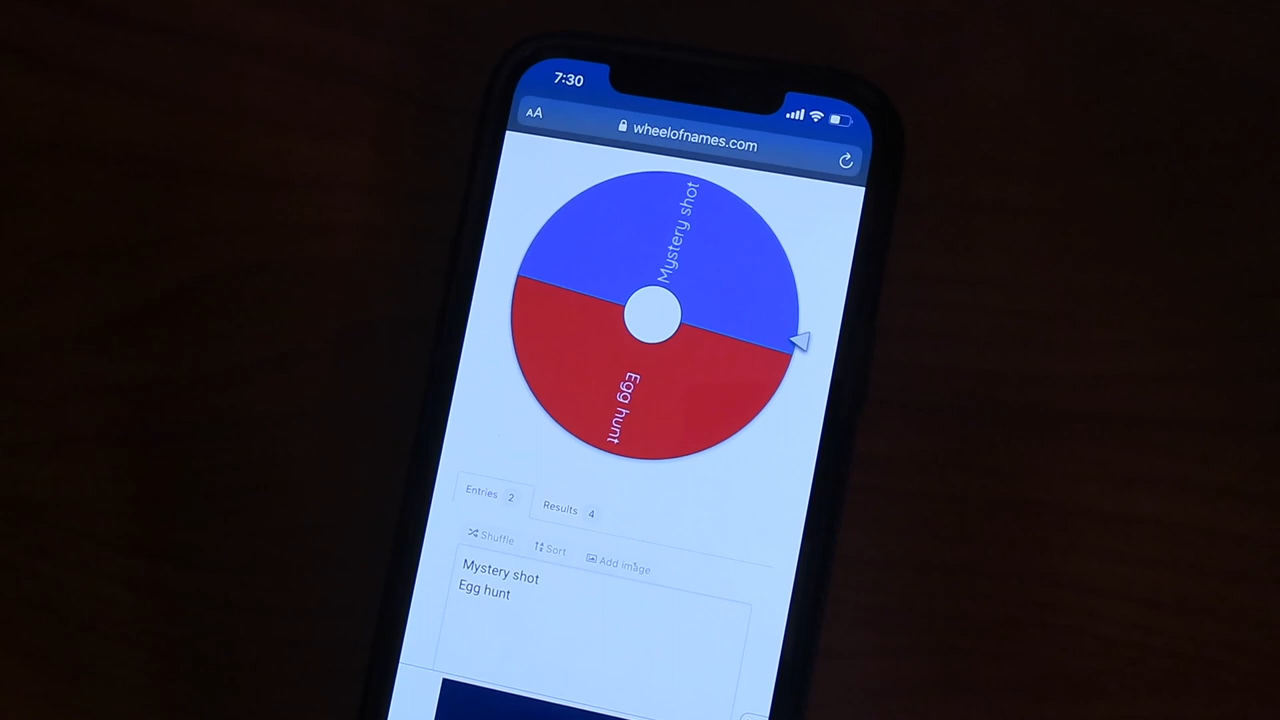 7:30
AA
wheelofnames.com
Mystery shot
Egg hunt
Entries 2
Results 4
Shuffle
Sort
Add image
Mystery shot
Egg hunt